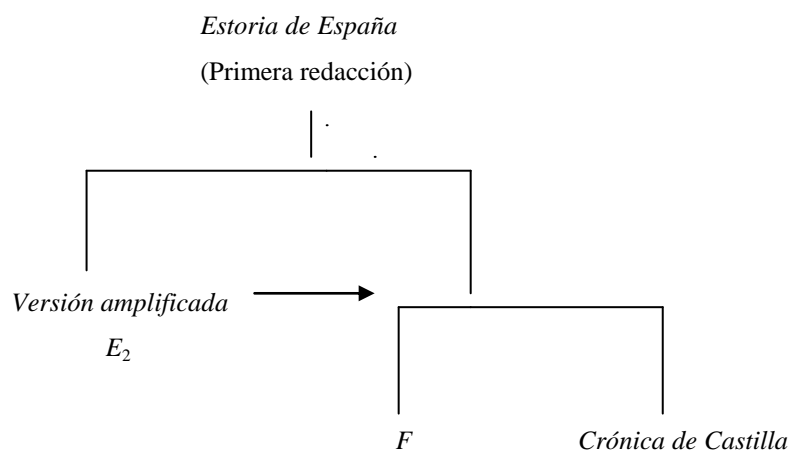 Estoria de España
(Primera redacción)
Versión amplificada
E₂
F
Crónica de Castilla